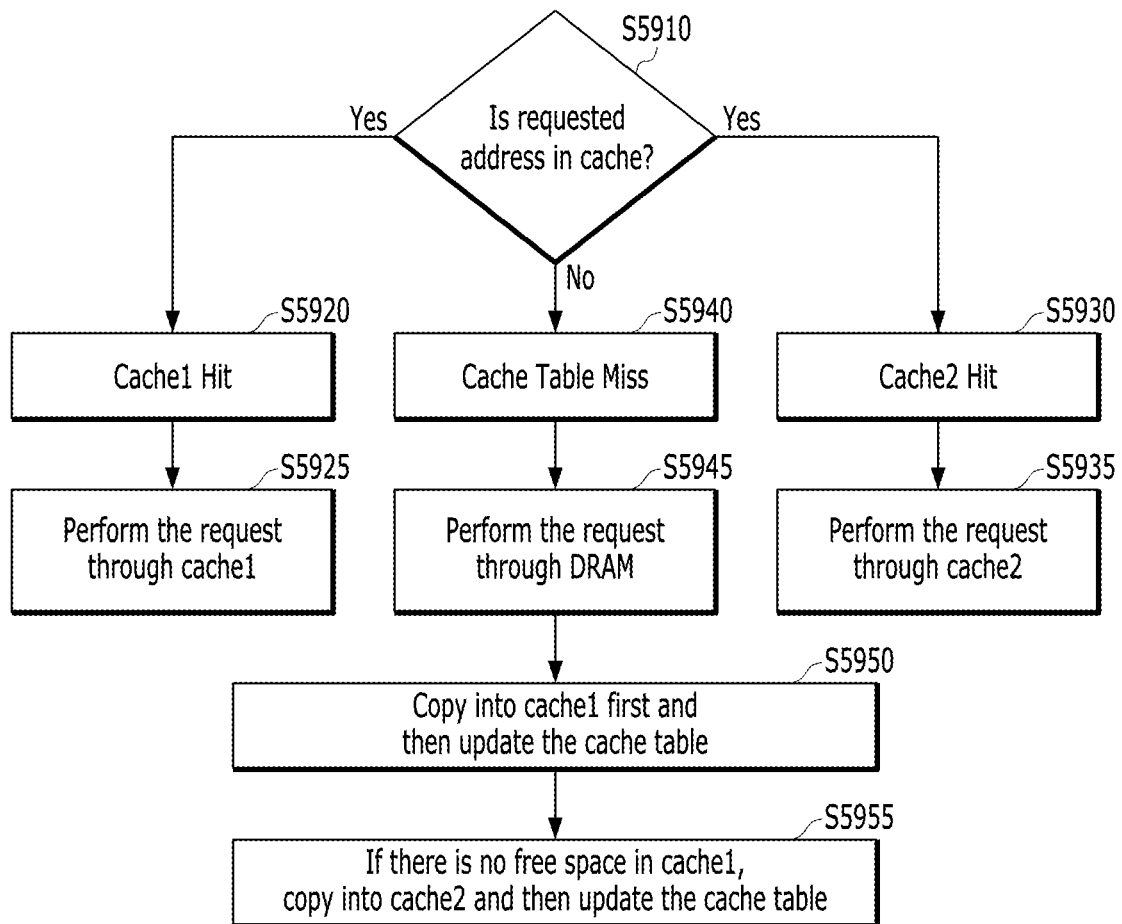 S5910
Yes
Is requested
address in cache?
Yes
No
S5920
Cache1 Hit
S5940
Cache Table Miss
S5930
Cache2 Hit
S5925
Perform the request
through cache1
S5945
Perform the request
through DRAM
S5935
Perform the request
through cache2
S5950
Copy into cache1 first and
then update the cache table
S5955
If there is no free space in cache1,
copy into cache2 and then update the cache table